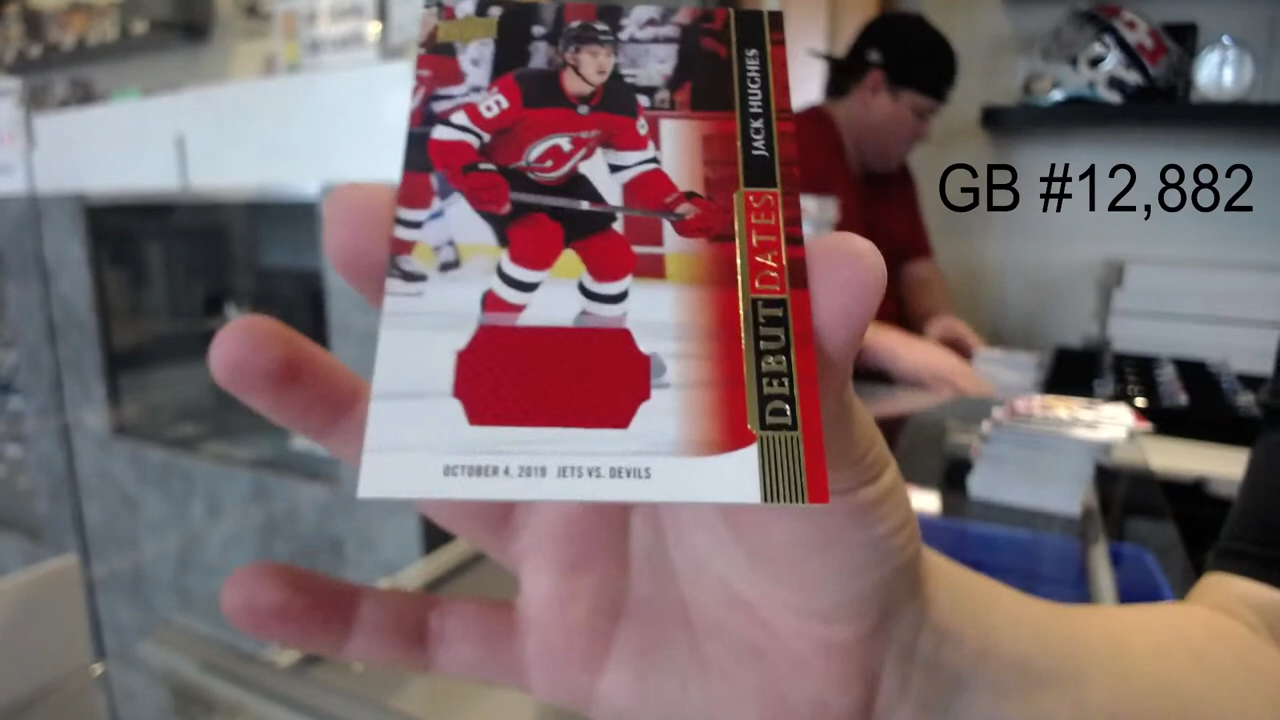 JACK HUGHES
DEBUT DATES
OCTOBER 4, 2019 JETS VS. DEVILS
GB #12,882